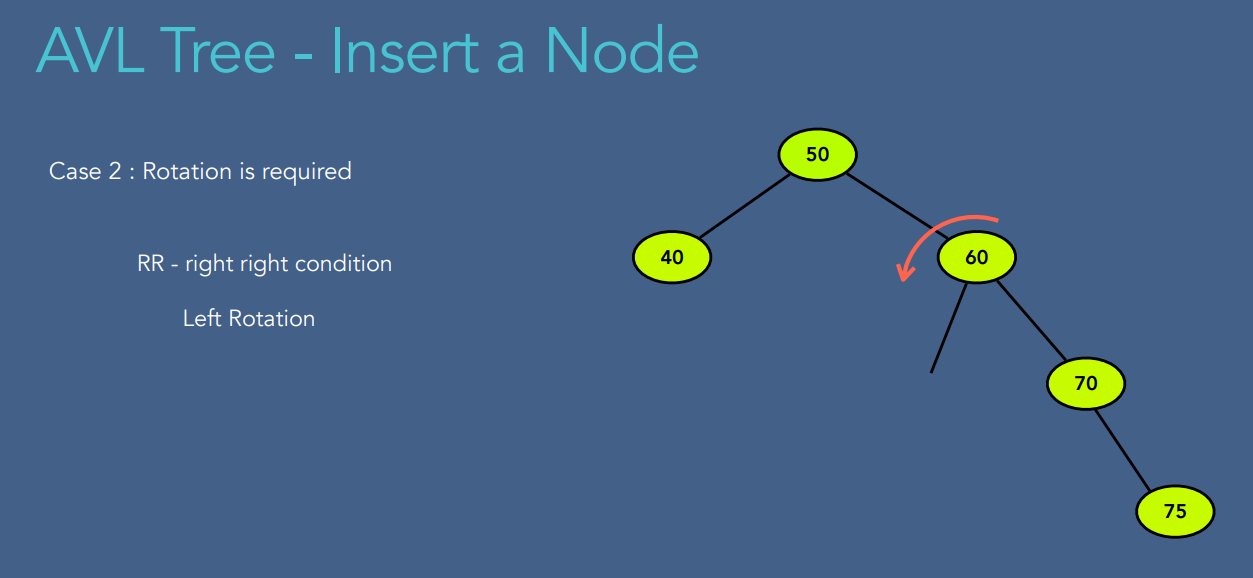 AVL Tree - Insert a Node
Case 2 : Rotation is required
RR - right right condition
Left Rotation
50
40
60
70
75